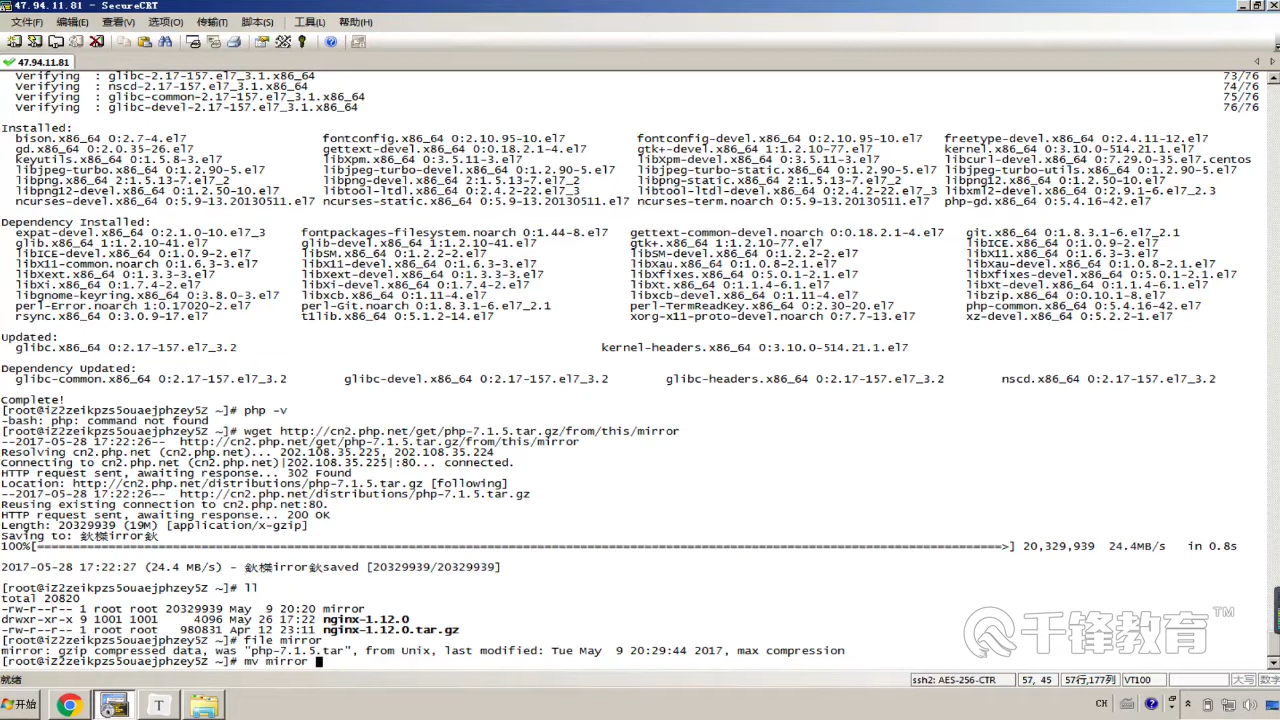 47.94.11.81 - SecureCRT
文件(F) 编辑(E) 查看(V) 选项(O) 传输(T) 脚本(S) 工具(L) 帮助(H)
47.94.11.81
Verifying : glibc-2.17-157.el7_3.1.x86_64 73/76
Verifying : nscd-2.17-157.el7_3.1.x86_64 74/76
Verifying : glibc-common-2.17-157.el7_3.1.x86_64 75/76
Verifying : glibc-devel-2.17-157.el7_3.1.x86_64 76/76
Installed:
bison.x86_64 0:2.7-4.el7 fontconfig.x86_64 0:2.10.95-10.el7 fontconfig-devel.x86_64 0:2.10.95-10.el7 freetype-devel.x86_64 0:2.4.11-12.el7
gd.x86_64 0:2.0.35-26.el7 gettext-devel.x86_64 0:0.18.2.1-4.el7 gtk+-devel.x86_64 1:1.2.10-77.el7 kernel.x86_64 0:3.10.0-514.21.1.el7
keyutils.x86_64 0:1.5.8-3.el7 libXpm.x86_64 0:3.5.11-3.el7 libXpm-devel.x86_64 0:3.5.11-3.el7 libcurl-devel.x86_64 0:7.29.0-35.el7.centos
libjpeg-turbo.x86_64 0:1.2.90-5.el7 libjpeg-turbo-devel.x86_64 0:1.2.90-5.el7 libjpeg-turbo-static.x86_64 0:1.2.90-5.el7 libjpeg-turbo-utils.x86_64 0:1.2.90-5.el7
libpng.x86_64 2:1.5.13-7.el7_2 libpng-devel.x86_64 2:1.5.13-7.el7_2 libpng-static.x86_64 2:1.5.13-7.el7_2 libpng12.x86_64 0:1.2.50-10.el7
libpng12-devel.x86_64 0:1.2.50-10.el7 libtool-ltdl.x86_64 0:2.4.2-22.el7_3 libtool-ltdl-devel.x86_64 0:2.4.2-22.el7_3 libxml2-devel.x86_64 0:2.9.1-6.el7_2.3
ncurses-devel.x86_64 0:5.9-13.20130511.el7 ncurses-static.x86_64 0:5.9-13.20130511.el7 ncurses-term.noarch 0:5.9-13.20130511.el7 php-gd.x86_64 0:5.4.16-42.el7
Dependency Installed:
expat-devel.x86_64 0:2.1.0-10.el7_3 fontpackages-filesystem.noarch 0:1.44-8.el7 gettext-common-devel.noarch 0:0.18.2.1-4.el7 git.x86_64 0:1.8.3.1-6.el7_2.1
glib.x86_64 1:1.2.10-41.el7 glib-devel.x86_64 1:1.2.10-41.el7 gtk+.x86_64 1:1.2.10-77.el7 libICE.x86_64 0:1.0.9-2.el7
libICE-devel.x86_64 0:1.0.9-2.el7 libSM.x86_64 0:1.2.2-2.el7 libSM-devel.x86_64 0:1.2.2-2.el7 libX11.x86_64 0:1.6.3-3.el7
libX11-common.noarch 0:1.6.3-3.el7 libX11-devel.x86_64 0:1.6.3-3.el7 libXau.x86_64 0:1.0.8-2.1.el7 libXau-devel.x86_64 0:1.0.8-2.1.el7
libXext.x86_64 0:1.3.3-3.el7 libXext-devel.x86_64 0:1.3.3-3.el7 libXfixes.x86_64 0:5.0.1-2.1.el7 libXfixes-devel.x86_64 0:5.0.1-2.1.el7
libXi.x86_64 0:1.7.4-2.el7 libXi-devel.x86_64 0:1.7.4-2.el7 libXt.x86_64 0:1.1.4-6.1.el7 libXt-devel.x86_64 0:1.1.4-6.1.el7
libgnome-keyring.x86_64 0:3.8.0-3.el7 libxcb.x86_64 0:1.11-4.el7 libxcb-devel.x86_64 0:1.11-4.el7 libzip.x86_64 0:0.10.1-8.el7
perl-Error.noarch 1:0.17020-2.el7 perl-Git.noarch 0:1.8.3.1-6.el7_2.1 perl-TermReadKey.x86_64 0:2.30-20.el7 php-common.x86_64 0:5.4.16-42.el7
rsync.x86_64 0:3.0.9-17.el7 t1lib.x86_64 0:5.1.2-14.el7 xorg-x11-proto-devel.noarch 0:7.7-13.el7 xz-devel.x86_64 0:5.2.2-1.el7
Updated:
glibc.x86_64 0:2.17-157.el7_3.2 kernel-headers.x86_64 0:3.10.0-514.21.1.el7
Dependency Updated:
glibc-common.x86_64 0:2.17-157.el7_3.2 glibc-devel.x86_64 0:2.17-157.el7_3.2 glibc-headers.x86_64 0:2.17-157.el7_3.2 nscd.x86_64 0:2.17-157.el7_3.2
Complete!
[root@iZ2zeikpzs5ouaejphzey5Z ~]# php -v
-bash: php: command not found
[root@iZ2zeikpzs5ouaejphzey5Z ~]# wget http://cn2.php.net/get/php-7.1.5.tar.gz/from/this/mirror
--2017-05-28 17:22:26-- http://cn2.php.net/get/php-7.1.5.tar.gz/from/this/mirror
Resolving cn2.php.net (cn2.php.net)... 202.108.35.225, 202.108.35.224
Connecting to cn2.php.net (cn2.php.net)|202.108.35.225|:80... connected.
HTTP request sent, awaiting response... 302 Found
Location: http://cn2.php.net/distributions/php-7.1.5.tar.gz [following]
--2017-05-28 17:22:26-- http://cn2.php.net/distributions/php-7.1.5.tar.gz
Reusing existing connection to cn2.php.net:80.
HTTP request sent, awaiting response... 200 OK
Length: 20329939 (19M) [application/x-gzip]
Saving to: 鈥榤irror鈥
100%[======================================>] 20,329,939 24.4MB/s in 0.8s
2017-05-28 17:22:27 (24.4 MB/s) - 鈥榤irror鈥saved [20329939/20329939]
[root@iZ2zeikpzs5ouaejphzey5Z ~]# ll
total 20820
-rw-r--r-- 1 root root 20329939 May 9 20:20 mirror
drwxr-xr-x 9 1001 1001 4096 May 26 17:22 nginx-1.12.0
-rw-r--r-- 1 root root 980831 Apr 12 23:11 nginx-1.12.0.tar.gz
[root@iZ2zeikpzs5ouaejphzey5Z ~]# file mirror
mirror: gzip compressed data, was "php-7.1.5.tar", from Unix, last modified: Tue May 9 20:29:44 2017, max compression
[root@iZ2zeikpzs5ouaejphzey5Z ~]# mv mirror
千锋教育™
就绪 ssh2: AES-256-CTR 57, 45 57行,177列 VT100 大写 数字
开始 T CH